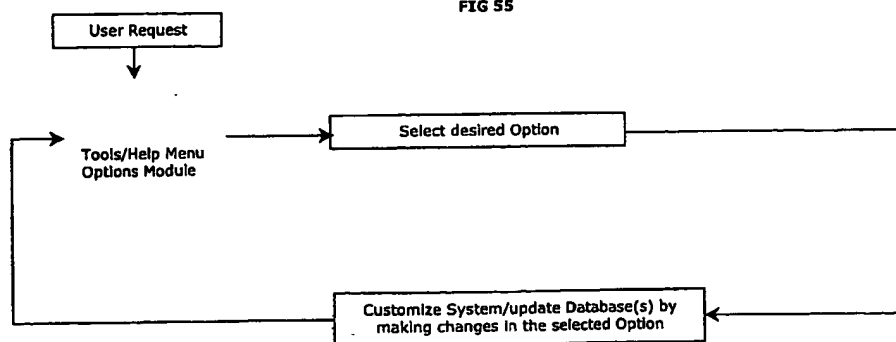 FIG 55
User Request
Select desired Option
Tools/Help Menu
Options Module
Customize System/update Database(s) by
making changes in the selected Option